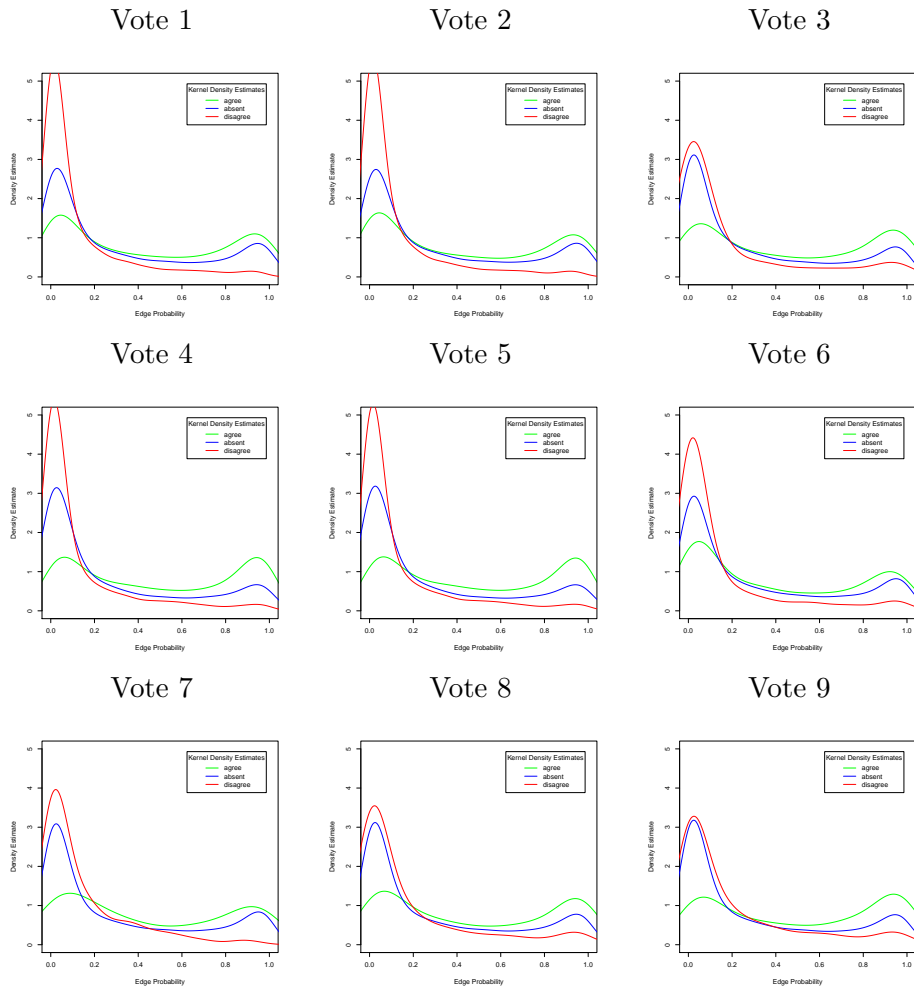 Vote 1 Vote 2 Vote 3
5 4 3 2 1 0
Density Estimate
Kernel Density Estimates
agree
absent
disagree
0.0 0.2 0.4 0.6 0.8 1.0
Edge Probability
5 4 3 2 1 0
Density Estimate
Kernel Density Estimates
agree
absent
disagree
0.0 0.2 0.4 0.6 0.8 1.0
Edge Probability
5 4 3 2 1 0
Density Estimate
Kernel Density Estimates
agree
absent
disagree
0.0 0.2 0.4 0.6 0.8 1.0
Edge Probability
Vote 4 Vote 5 Vote 6
5 4 3 2 1 0
Density Estimate
Kernel Density Estimates
agree
absent
disagree
0.0 0.2 0.4 0.6 0.8 1.0
Edge Probability
5 4 3 2 1 0
Density Estimate
Kernel Density Estimates
agree
absent
disagree
0.0 0.2 0.4 0.6 0.8 1.0
Edge Probability
5 4 3 2 1 0
Density Estimate
Kernel Density Estimates
agree
absent
disagree
0.0 0.2 0.4 0.6 0.8 1.0
Edge Probability
Vote 7 Vote 8 Vote 9
5 4 3 2 1 0
Density Estimate
Kernel Density Estimates
agree
absent
disagree
0.0 0.2 0.4 0.6 0.8 1.0
Edge Probability
5 4 3 2 1 0
Density Estimate
Kernel Density Estimates
agree
absent
disagree
0.0 0.2 0.4 0.6 0.8 1.0
Edge Probability
5 4 3 2 1 0
Density Estimate
Kernel Density Estimates
agree
absent
disagree
0.0 0.2 0.4 0.6 0.8 1.0
Edge Probability